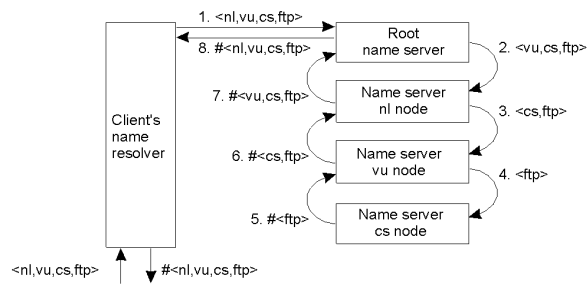 1. <nl,vu,cs,ftp>
Root
name server
2. <vu,cs,ftp>
8. #<nl,vu,cs,ftp>
7. #<vu,cs,ftp>
Name server
nl node
3. <cs,ftp>
Client's
name
resolver
6. #<cs,ftp>
Name server
vu node
4. <ftp>
5. #<ftp>
Name server
cs node
<nl,vu,cs,ftp>
#<nl,vu,cs,ftp>